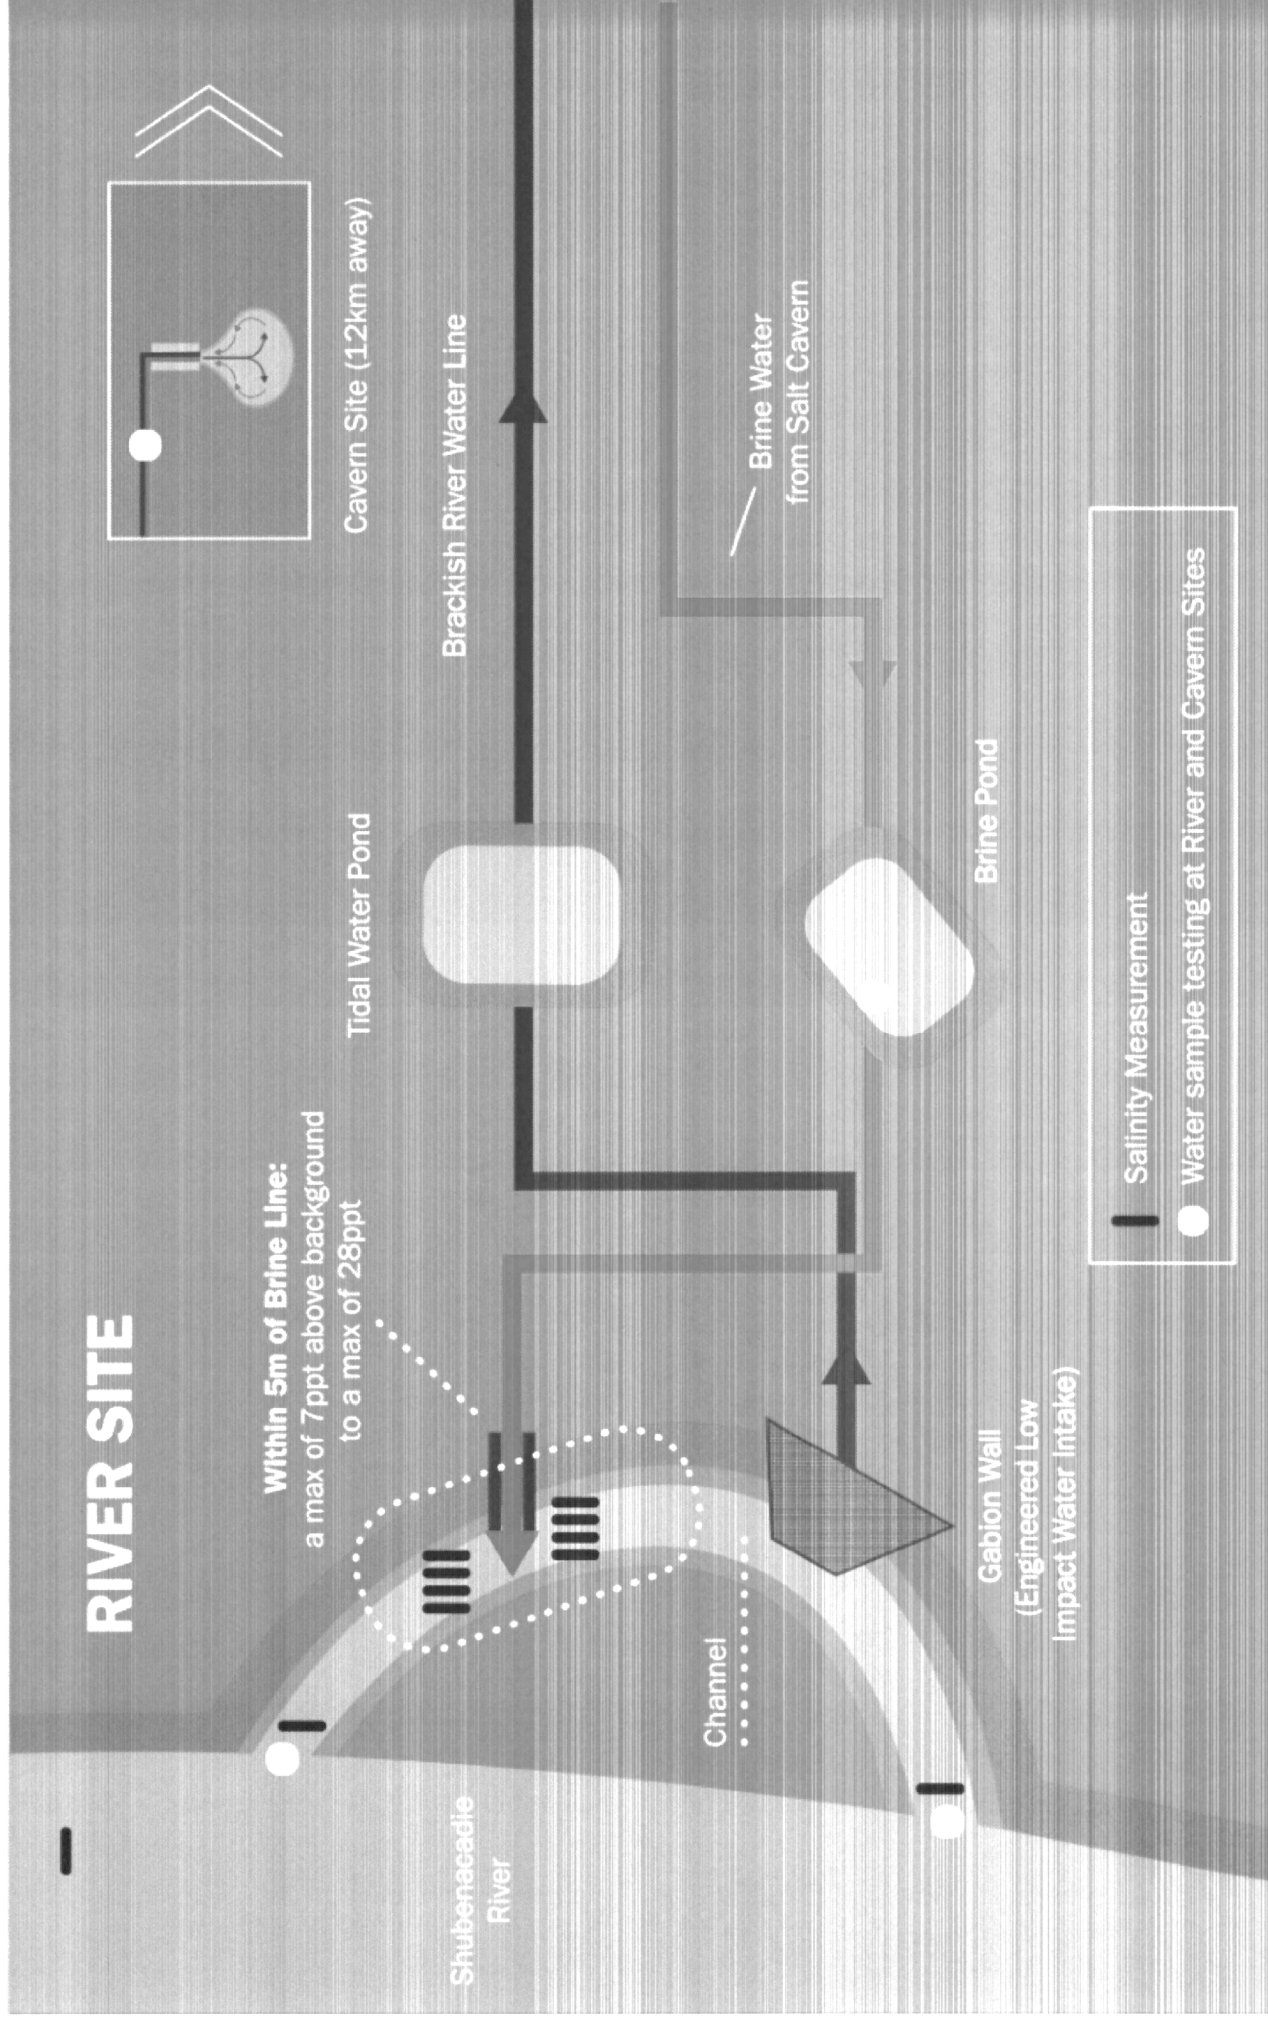 RIVER SITE
Within 5m of Brine Line:
a max of 7ppt above background
to a max of 28ppt
Tidal Water Pond
Cavern Site (12km away)
Brackish River Water Line
Shubenacadie
River
Channel
Brine Water
from Salt Cavern
Brine Pond
Gabion Wall
(Engineered Low
Impact Water Intake)
Salinity Measurement
Water sample testing at River and Cavern Sites